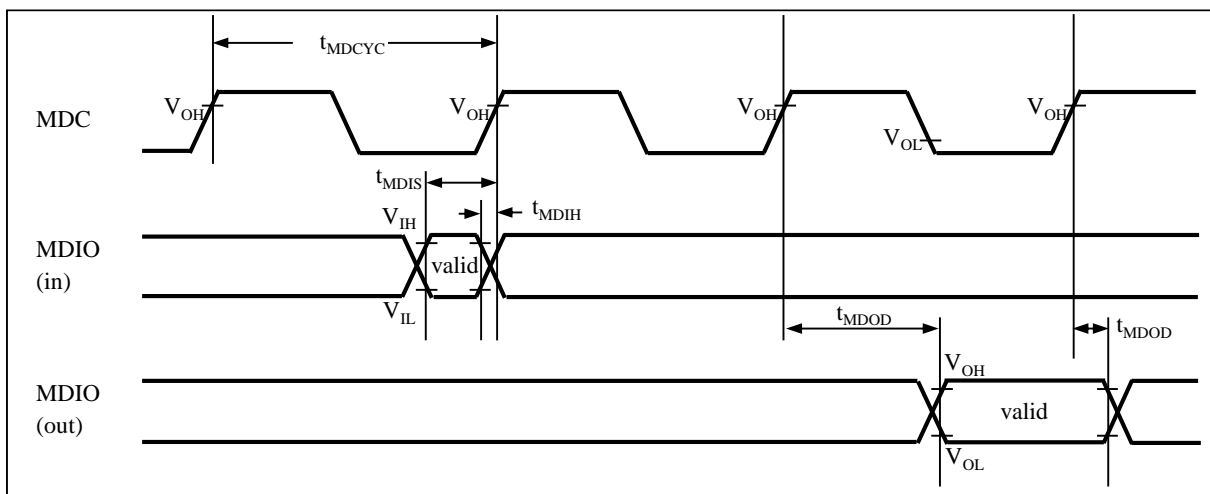 tMDCYC
MDC
VOH
VOH
VOH
VOL
VOH
tMDIS
tMDIH
VIH
MDIO
(in)
valid
VIL
tMDOD
tMDOD
VOH
MDIO
(out)
valid
VOL